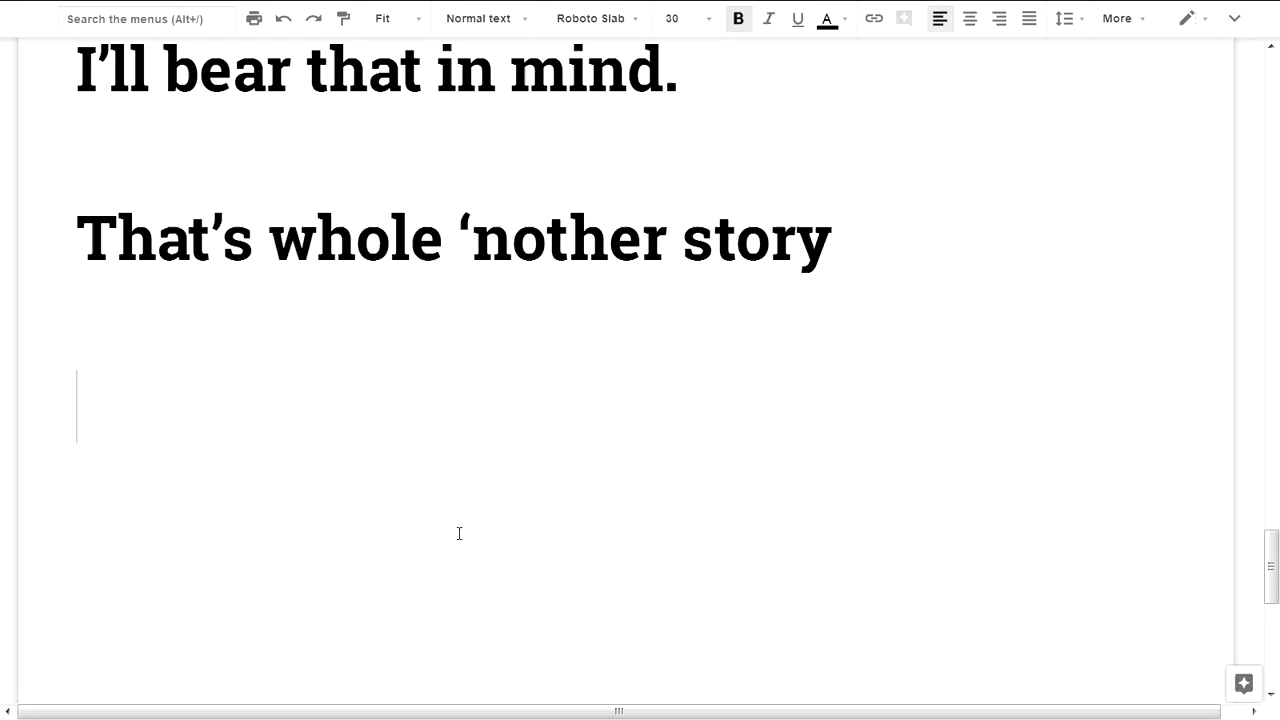 Search the menus (Alt+/) Fit Normal text Roboto Slab 30 B I U A More
I’ll bear that in mind.
That’s whole ‘nother story